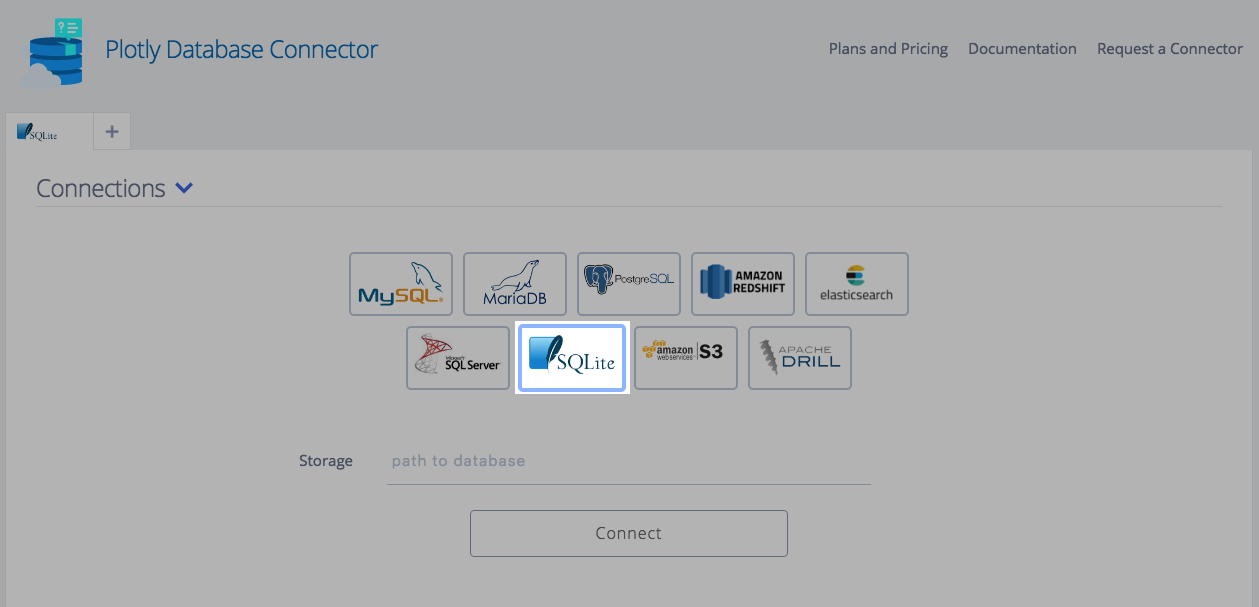 Plotly Database Connector
Plans and Pricing Documentation Request a Connector
SQLite +
Connections
MySQL® MariaDB PostgreSQL AMAZON REDSHIFT elasticsearch
Microsoft SQL Server SQLite amazon web services S3 APACHE DRILL
Storage path to database
Connect